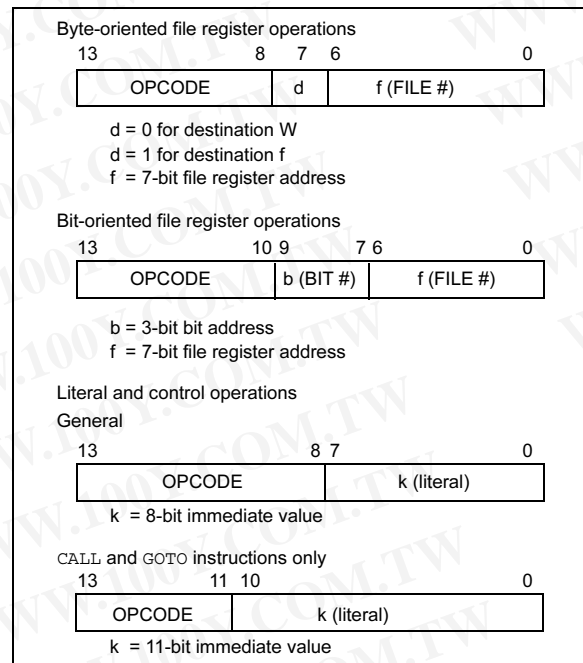 Byte-oriented file register operations
13 8 7 6 0
OPCODE d f (FILE #)
d = 0 for destination W
d = 1 for destination f
f = 7-bit file register address
Bit-oriented file register operations
13 10 9 7 6 0
OPCODE b (BIT #) f (FILE #)
b = 3-bit bit address
f = 7-bit file register address
Literal and control operations
General
13 8 7 0
OPCODE k (literal)
k = 8-bit immediate value
CALL and GOTO instructions only
13 11 10 0
OPCODE k (literal)
k = 11-bit immediate value
WWW.100Y.COM.TW